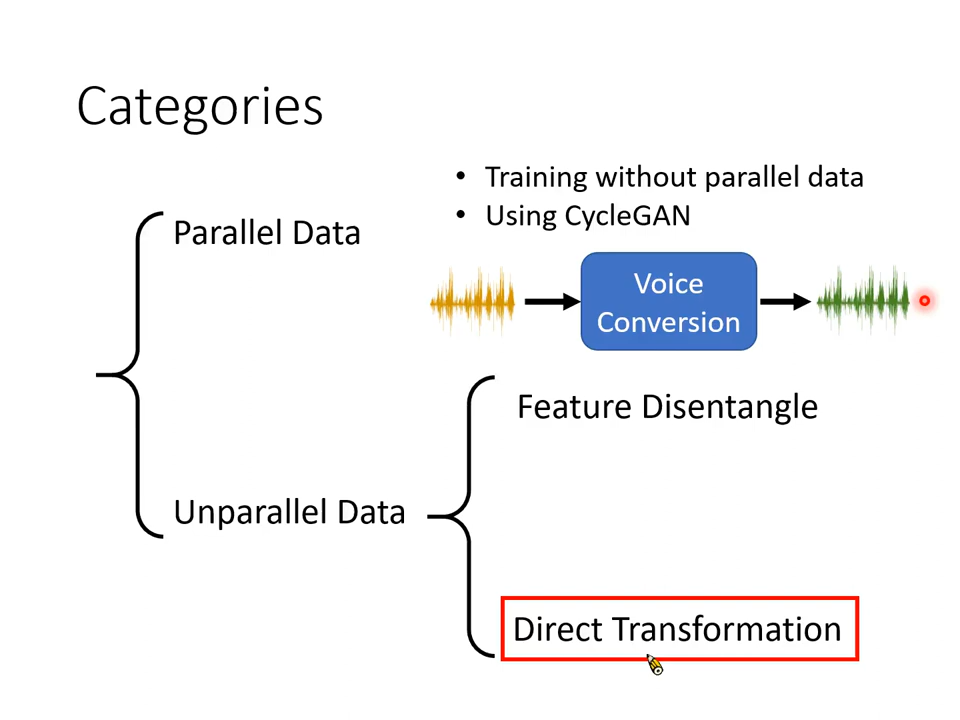 Categories
• Training without parallel data
• Using CycleGAN
Parallel Data
Voice
Conversion
Feature Disentangle
Unparallel Data
Direct Transformation